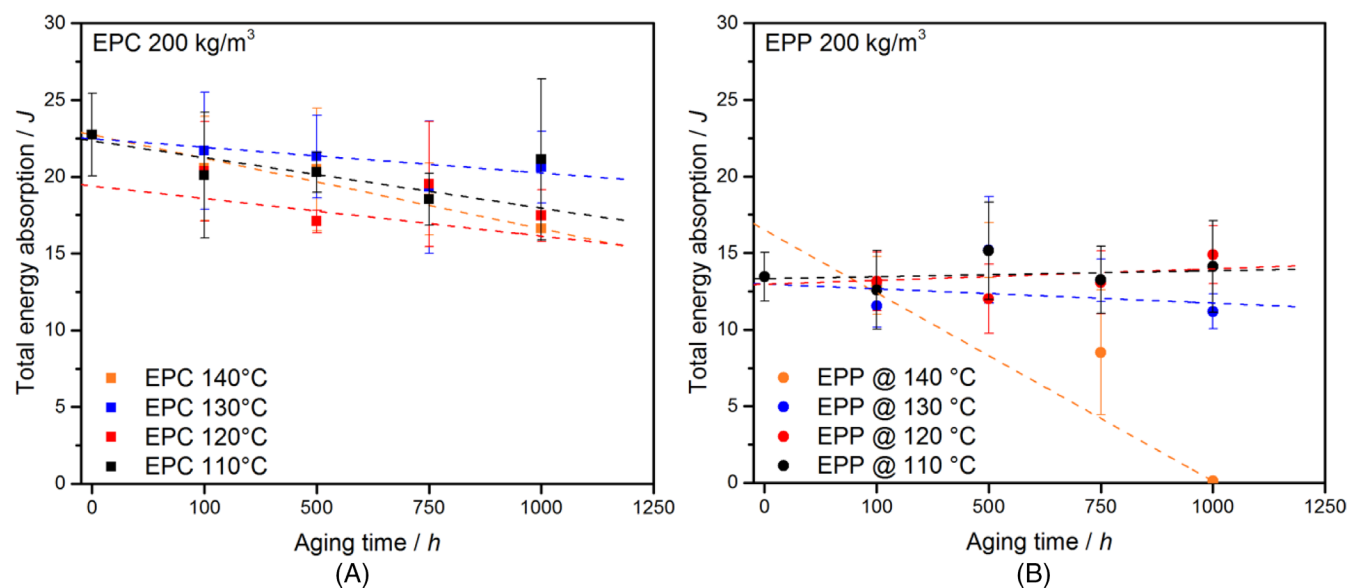 EPC 200 kg/m³
Total energy absorption / J
30
25
20
15
10
5
0
EPC 140°C
EPC 130°C
EPC 120°C
EPC 110°C
0 100 500 750 1000 1250
Aging time / h
(A)
EPP 200 kg/m³
Total energy absorption / J
30
25
20
15
10
5
0
EPP @ 140 °C
EPP @ 130 °C
EPP @ 120 °C
EPP @ 110 °C
0 100 500 750 1000 1250
Aging time / h
(B)